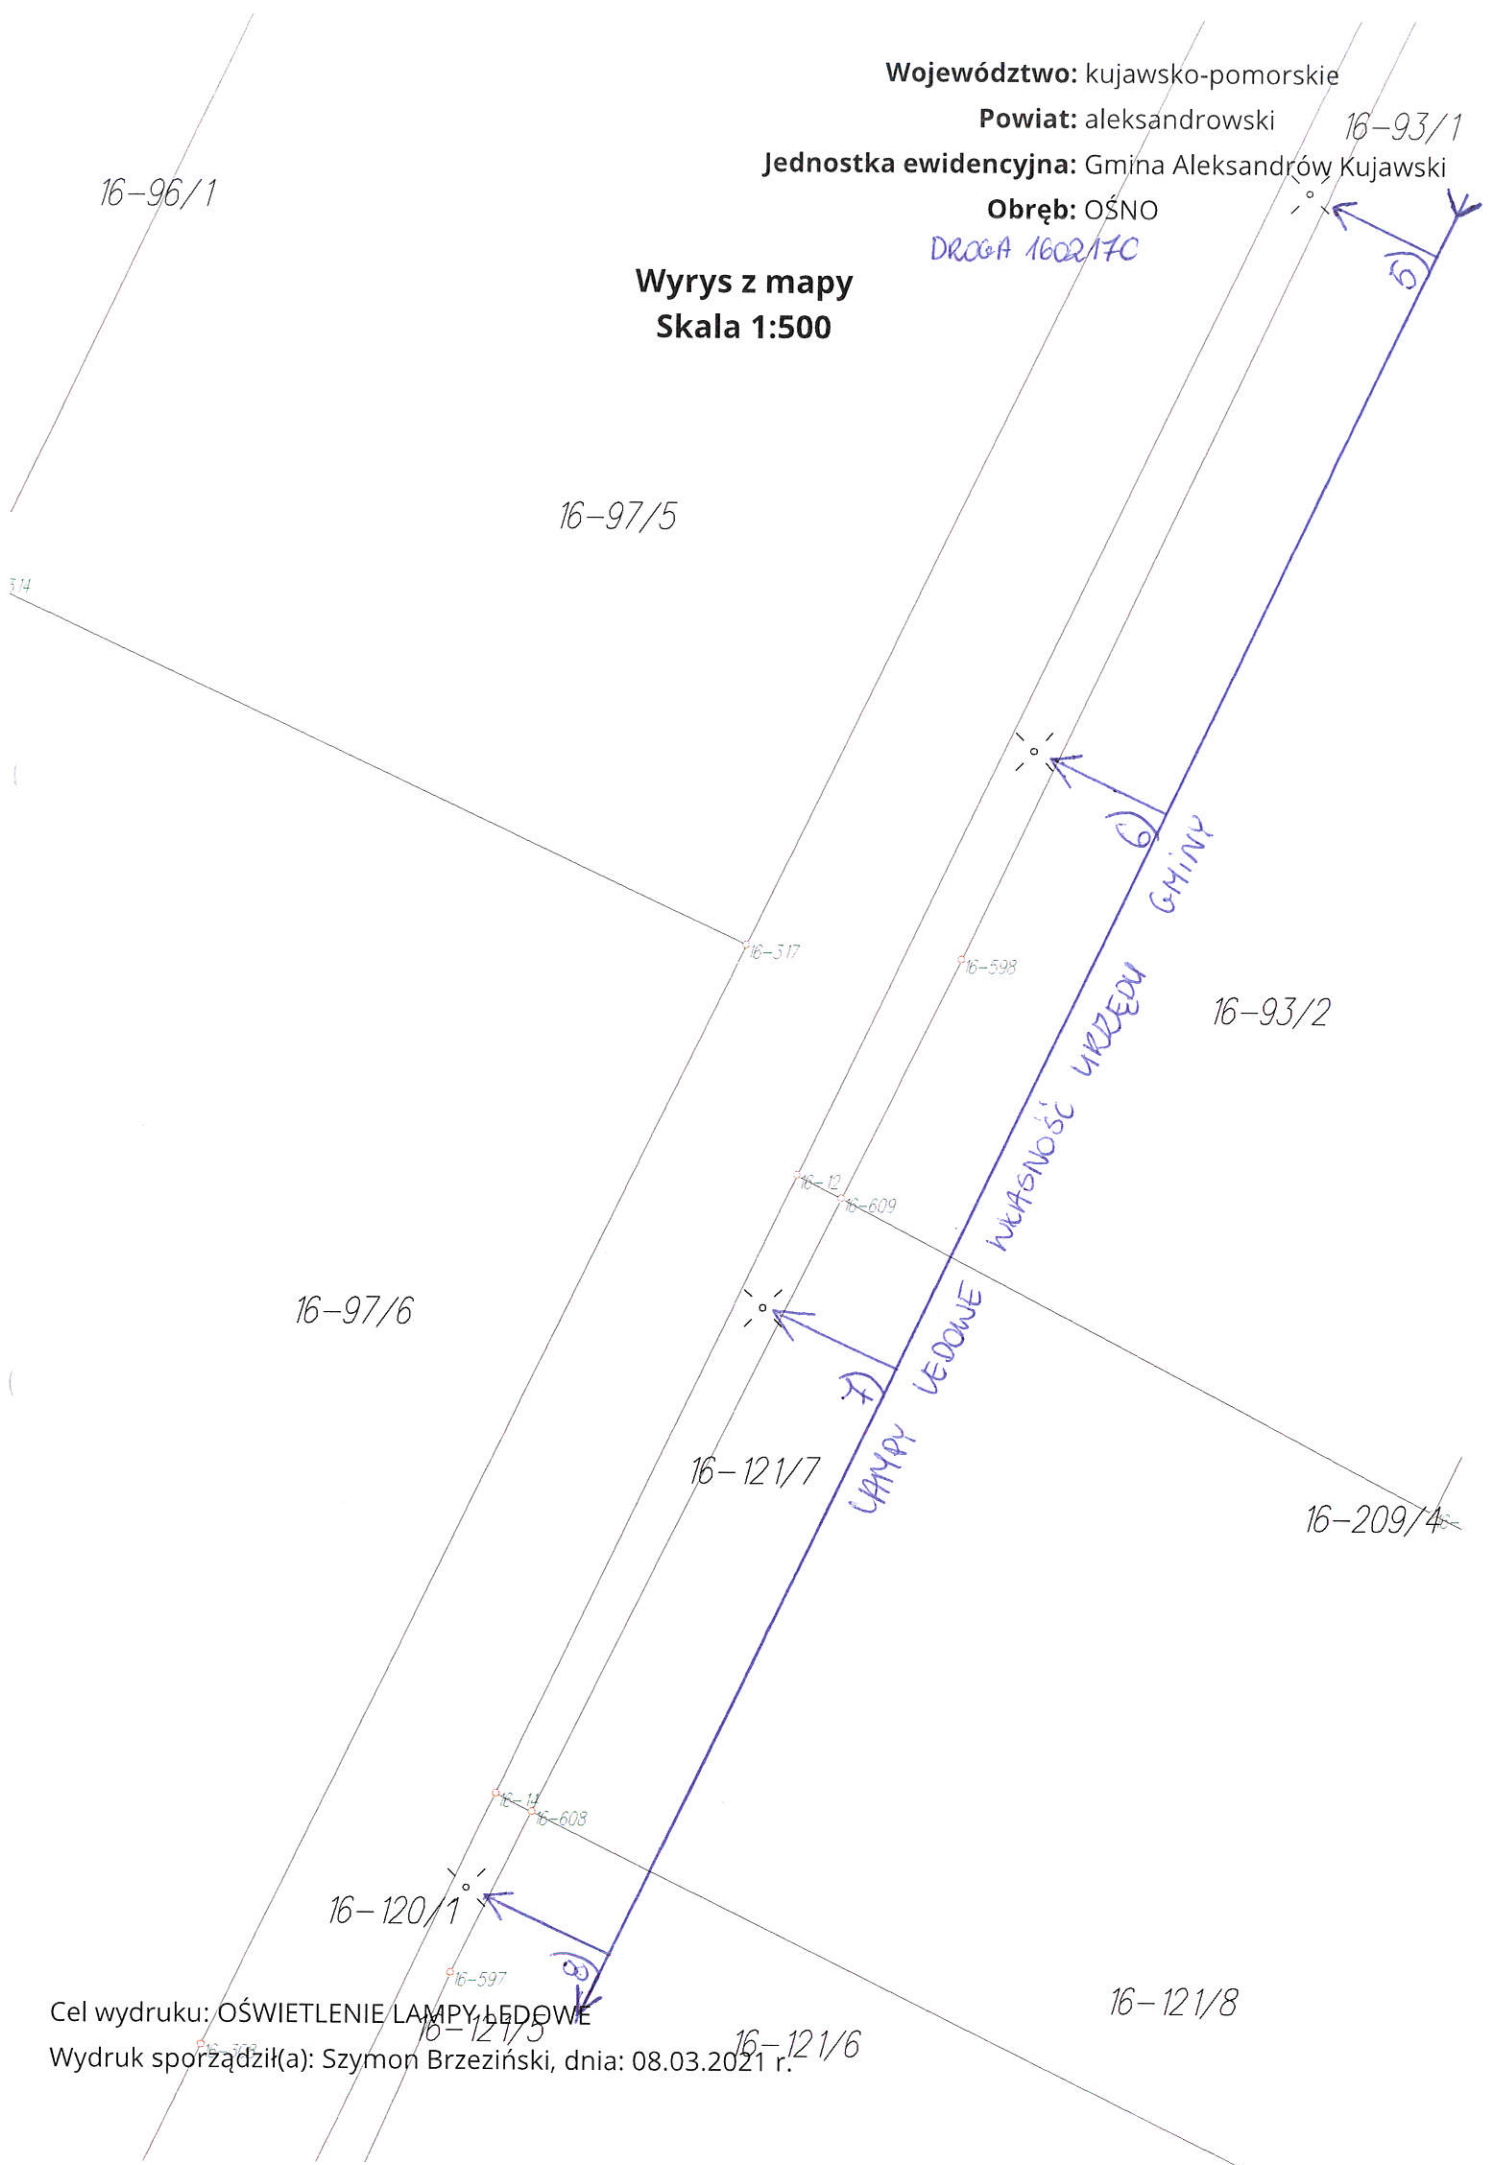 Województwo: kujawsko-pomorskie
Powiat: aleksandrowski
16-93/1
Jednostka ewidencyjna: Gmina Aleksandrów Kujawski
16-96/1
Obręb: OŚNO
DROGA 160217C
5)
Wyrys z mapy
Skala 1:500
16-97/5
314
6)
16-317
16-598
16-93/2
LAMPY LEDOWE WŁASNOŚĆ URZĘDU GMINY
16-12
16-609
16-97/6
7)
16-121/7
16-209/4
16-14
16-608
16-120/1
8)
16-597
16-121/8
Cel wydruku: OŚWIETLENIE LAMPY LEDOWE
16-121/5
16-121/6
Wydruk sporządził(a): Szymon Brzeziński, dnia: 08.03.2021 r.